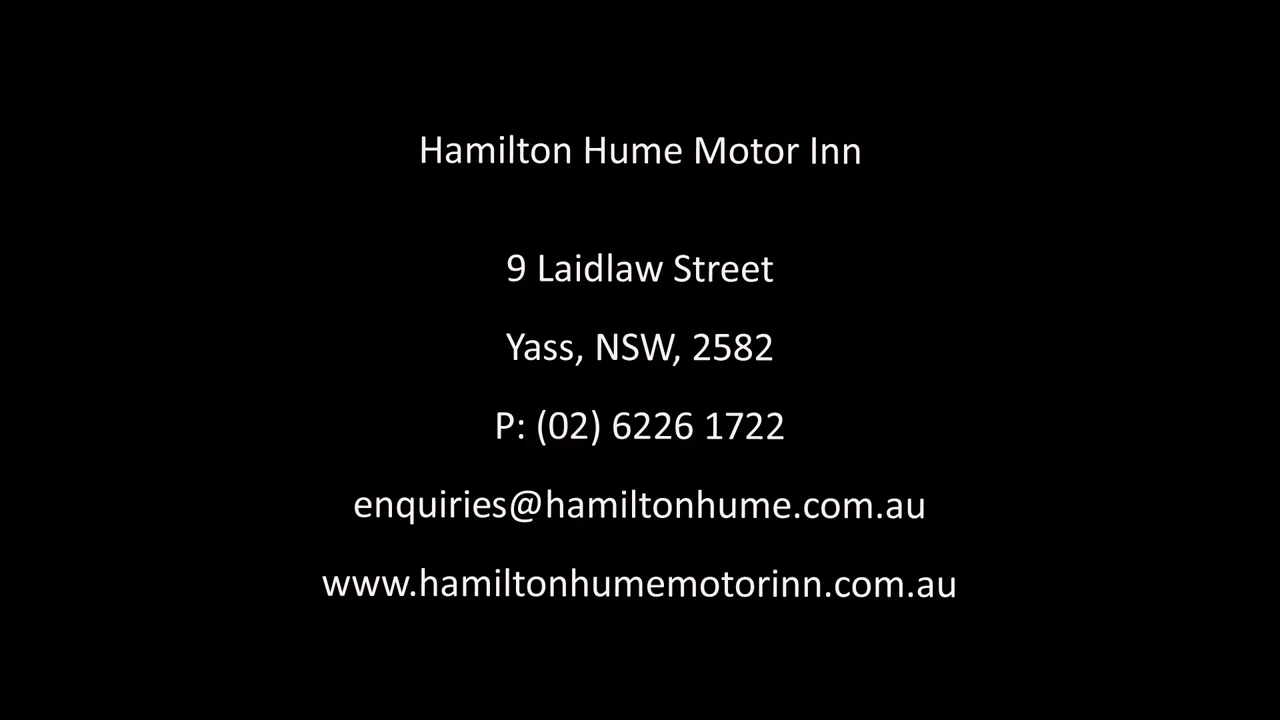 Hamilton Hume Motor Inn
9 Laidlaw Street
Yass, NSW, 2582
P: (02) 6226 1722
enquiries@hamiltonhume.com.au
www.hamiltonhumemotorinn.com.au